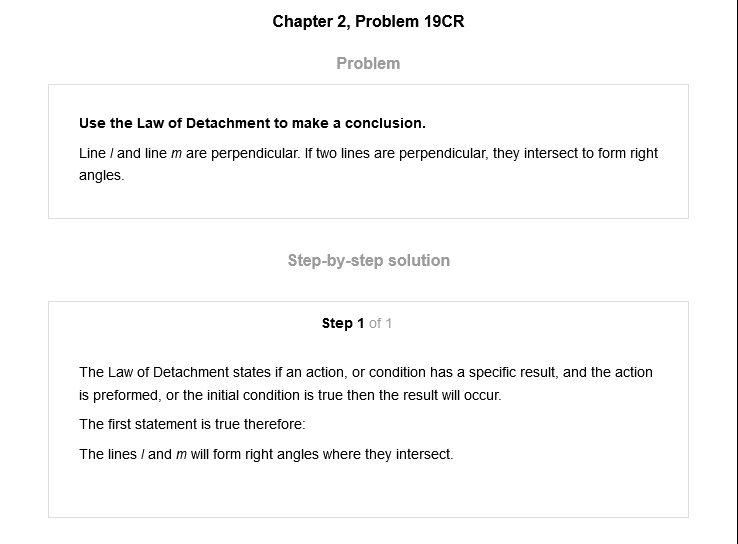 Chapter 2, Problem 19CR
Problem
Use the Law of Detachment to make a conclusion.
Line l and line m are perpendicular. If two lines are perpendicular, they intersect to form right
angles.
Step-by-step solution
Step 1 of 1
The Law of Detachment states if an action, or condition has a specific result, and the action
is preformed, or the initial condition is true then the result will occur.
The first statement is true therefore:
The lines l and m will form right angles where they intersect.